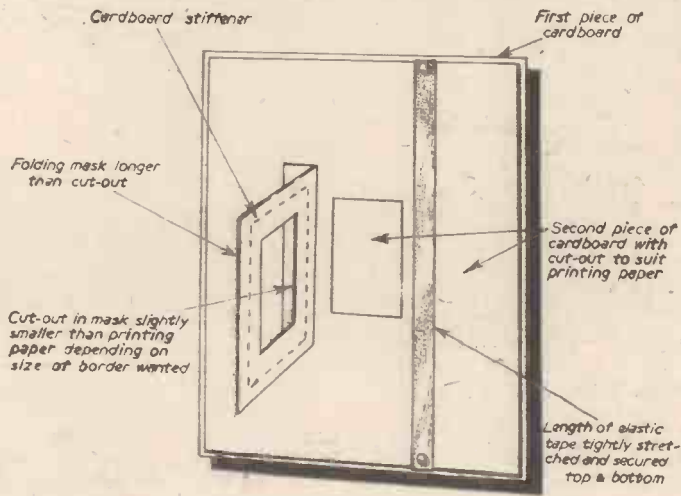 Cardboard stiffener
First piece of
cardboard
Folding mask longer
than cut-out
Second piece of
cardboard with
cut-out to suit
printing paper
Cut-out in mask slightly
smaller than printing
paper depending on
size of border wanted
Length of elastic
tape tightly stret-
ched and secured
top & bottom